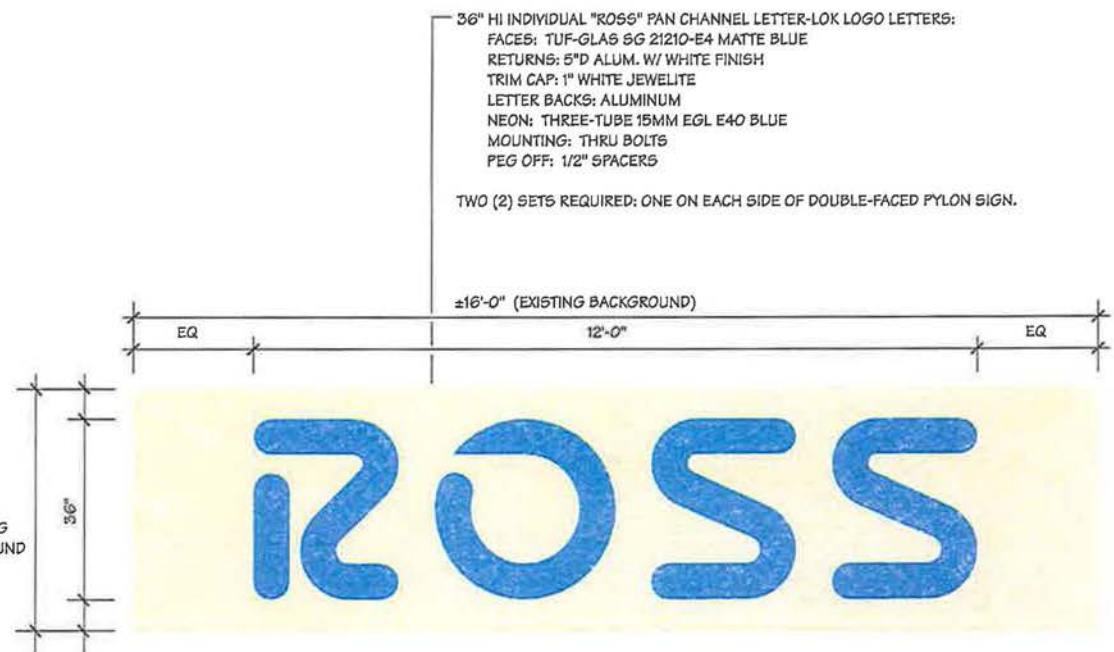 36" HI INDIVIDUAL "ROSS" PAN CHANNEL LETTER-LOK LOGO LETTERS:
FACES: TUF-GLAS SG 21210-E4 MATTE BLUE
RETURNS: 5"D ALUM. W/ WHITE FINISH
TRIM CAP: 1" WHITE JEWELITE
LETTER BACKS: ALUMINUM
NEON: THREE-TUBE 15MM EGL E40 BLUE
MOUNTING: THRU BOLTS
PEG OFF: 1/2" SPACERS
TWO (2) SETS REQUIRED: ONE ON EACH SIDE OF DOUBLE-FACED PYLON SIGN.
±16'-0" (EXISTING BACKGROUND)
EQ 12'-0" EQ
36"
ROSS